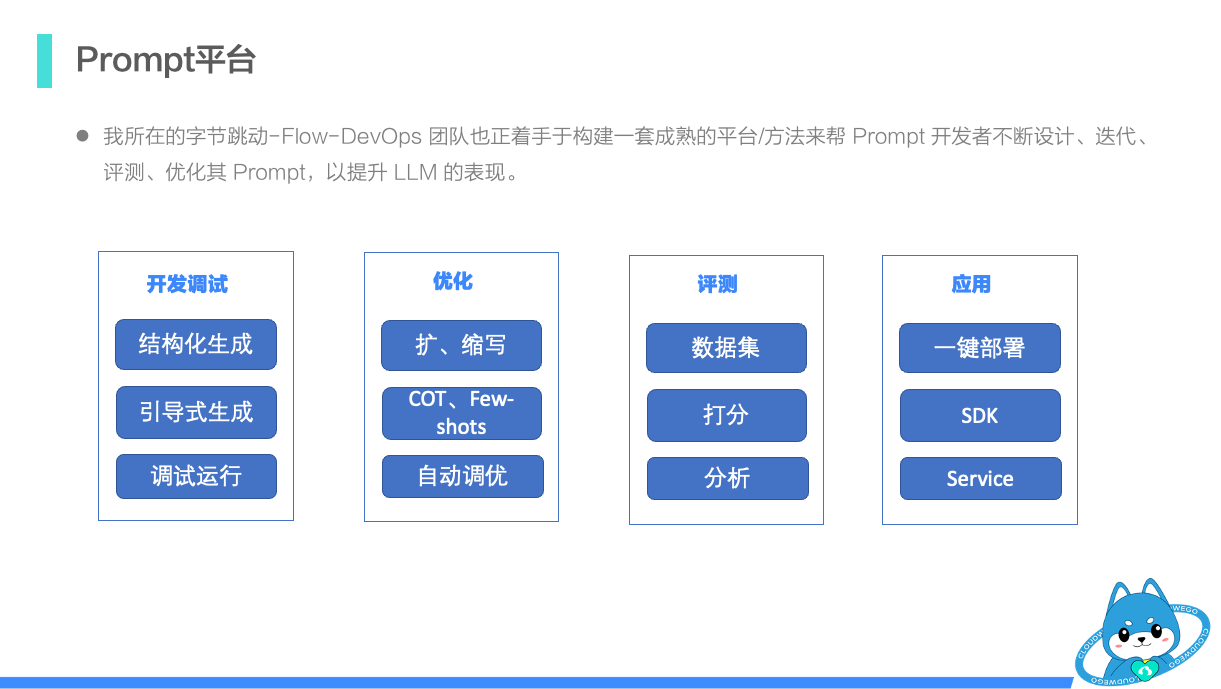 Prompt平台
我所在的字节跳动-Flow-DevOps 团队也正着手于构建一套成熟的平台/方法来帮 Prompt 开发者不断设计、迭代、
评测、优化其 Prompt，以提升 LLM 的表现。
开发调试
结构化生成
引导式生成
调试运行
优化
扩、缩写
COT、Few-
shots
自动调优
评测
数据集
打分
分析
应用
一键部署
SDK
Service
CLOUDWEGO
CLOUDWEGO